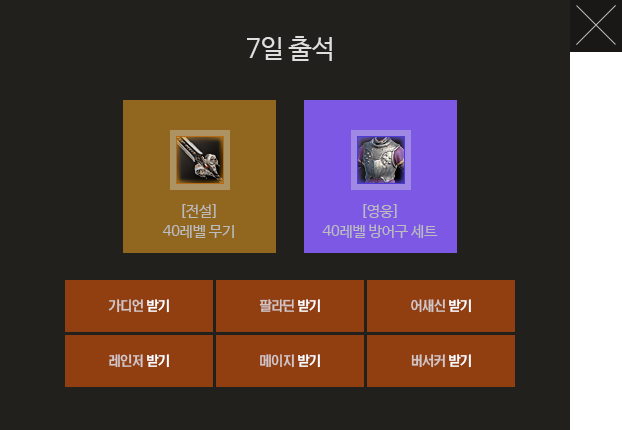 7일 출석
[전설]
40레벨 무기
[영웅]
40레벨 방어구 세트
가디언 받기
팔라딘 받기
어새신 받기
레인저 받기
메이지 받기
버서커 받기